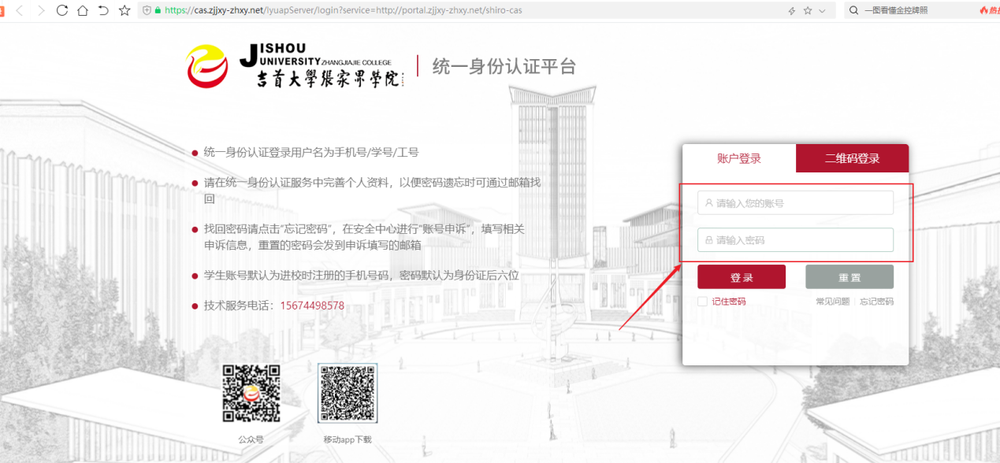 https://cas.zjjxy-zhxy.net/lyuapServer/login?service=http://portal.zjjxy-zhxy.net/shiro-cas
一图看懂金控牌照
JISHOU
UNIVERSITY ZHANGJIAJIE COLLEGE
吉首大學張家界学院
统一身份认证平台
统一身份认证登录用户名为手机号/学号/工号
请在统一身份认证服务中完善个人资料，以便密码遗忘时可通过邮箱找
回
找回密码请点击"忘记密码"，在安全中心进行"账号申诉"，填写相关
申诉信息，重置的密码会发到申诉填写的邮箱
学生账号默认为进校时注册的手机号码，密码默认为身份证后六位
技术服务电话：15674498578
公众号
移动app下载
账户登录
二维码登录
请输入您的账号
请输入密码
登 录
重 置
记住密码
常见问题
忘记密码